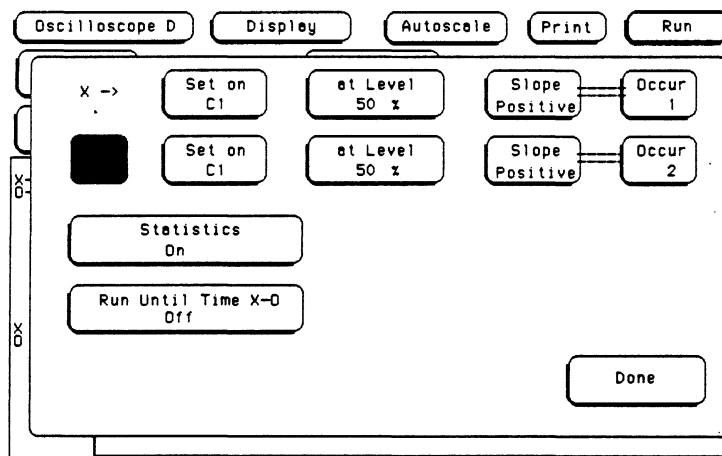 Oscilloscope D Display Autoscale Print Run
X -> Set on C1 at Level 50 % Slope Positive Occur 1
Set on C1 at Level 50 % Slope Positive Occur 2
X
O
Statistics
On
Run Until Time X-O
Off
X
O
Done